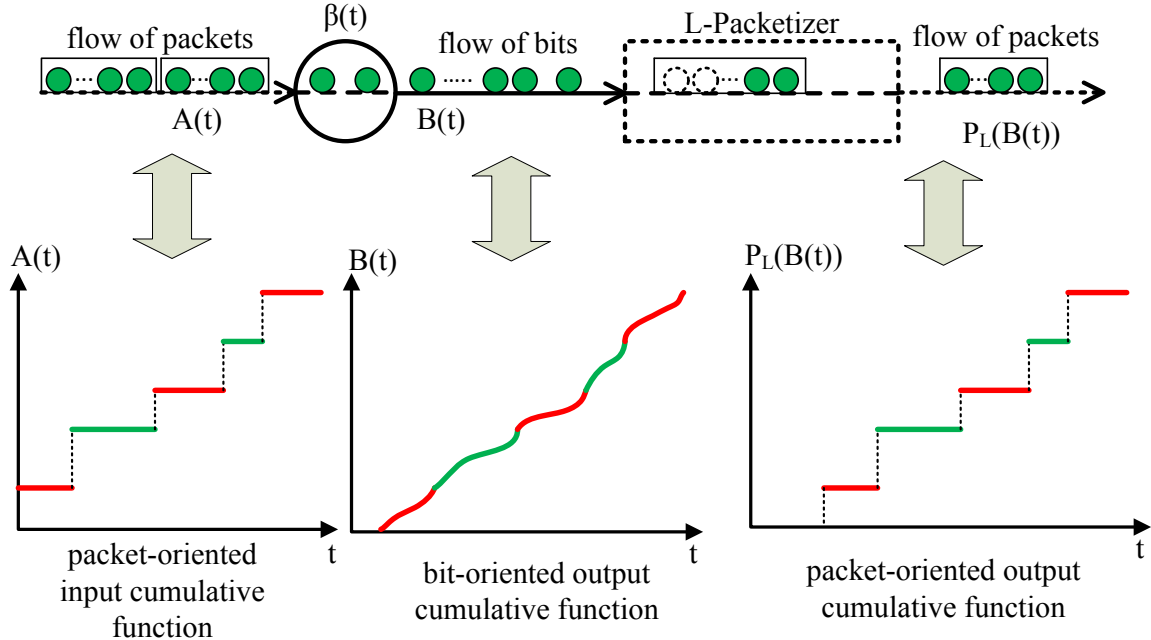 flow of packets
β(t)
flow of bits
L-Packetizer
flow of packets
A(t)
B(t)
P_L(B(t))
A(t)
B(t)
P_L(B(t))
t
t
t
packet-oriented
input cumulative
function
bit-oriented output
cumulative function
packet-oriented output
cumulative function